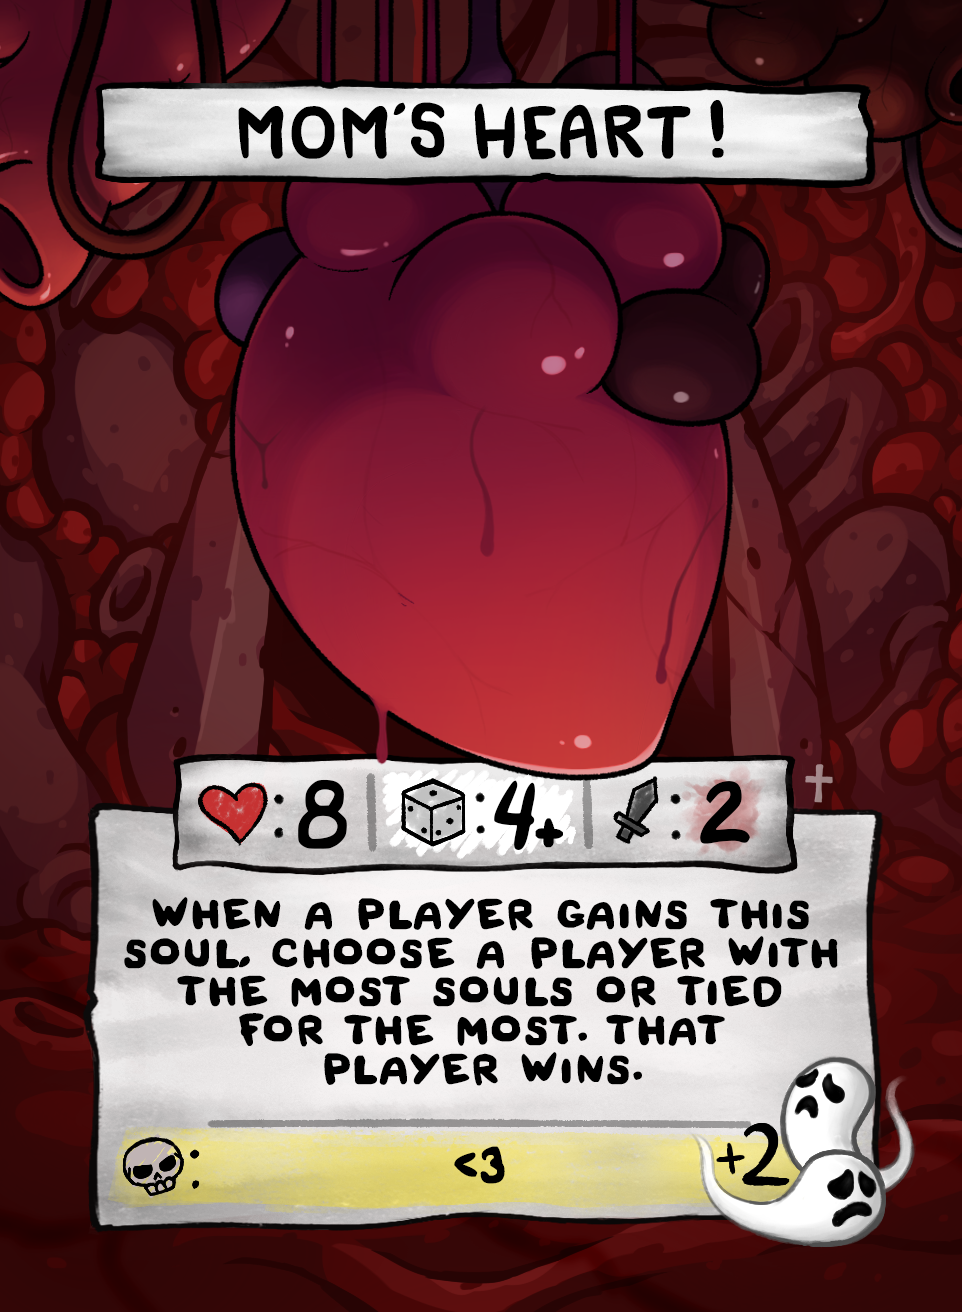 MOM'S HEART!
: 8 : 4+ : 2
WHEN A PLAYER GAINS THIS
SOUL, CHOOSE A PLAYER WITH
THE MOST SOULS OR TIED
FOR THE MOST. THAT
PLAYER WINS.
: <3 +2